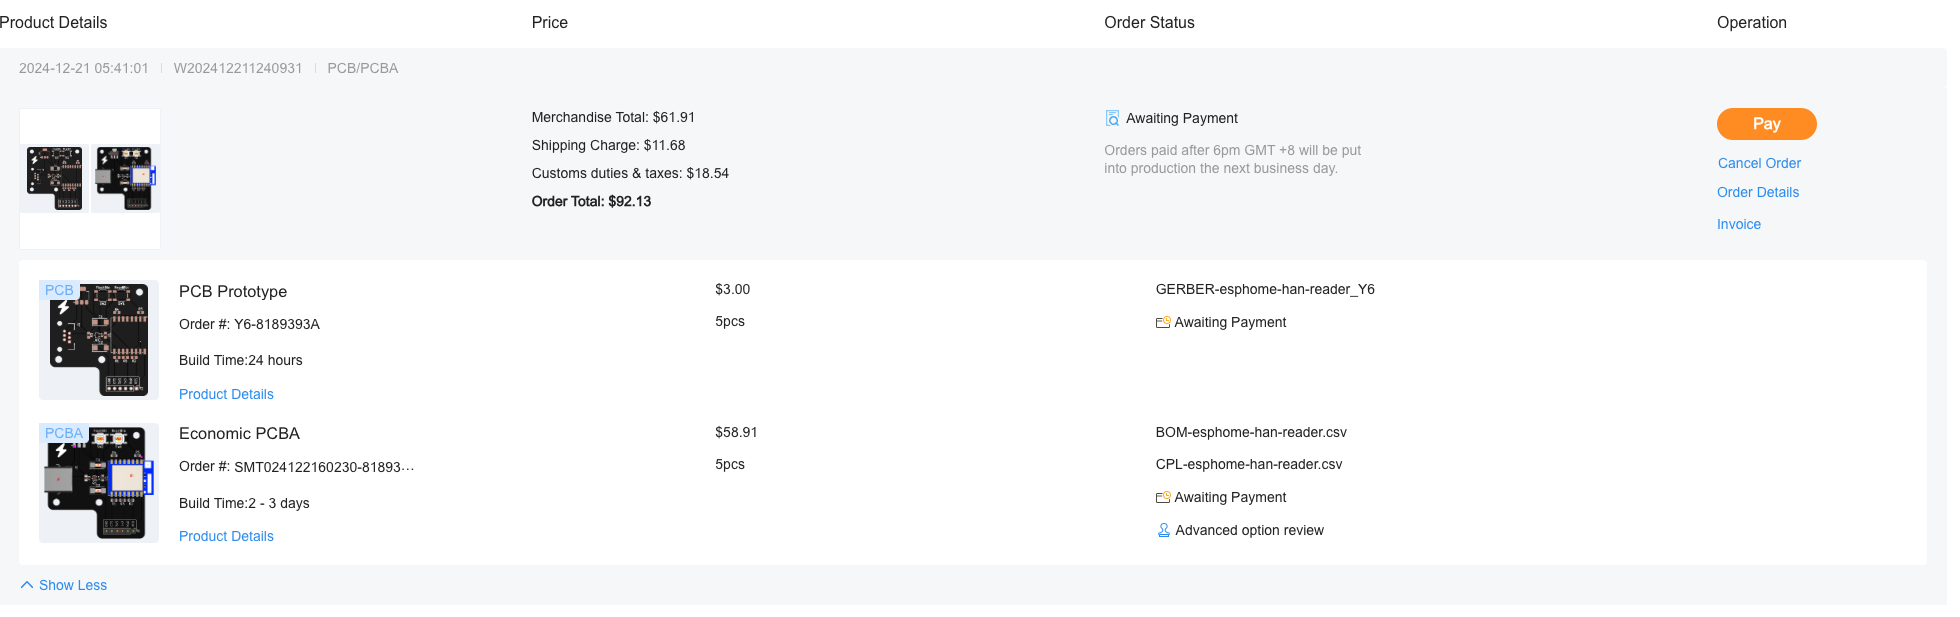 Product Details Price Order Status Operation
2024-12-21 05:41:01 W202412211240931 PCB/PCBA
Merchandise Total: $61.91
Shipping Charge: $11.68
Customs duties & taxes: $18.54
Order Total: $92.13
Awaiting Payment
Orders paid after 6pm GMT +8 will be put
into production the next business day.
Pay
Cancel Order
Order Details
Invoice
PCB
PCB Prototype
Order #: Y6-8189393A
Build Time:24 hours
Product Details
$3.00
5pcs
GERBER-esphome-han-reader_Y6
Awaiting Payment
PCBA
Economic PCBA
Order #: SMT024122160230-81893…
Build Time:2 - 3 days
Product Details
$58.91
5pcs
BOM-esphome-han-reader.csv
CPL-esphome-han-reader.csv
Awaiting Payment
Advanced option review
Show Less